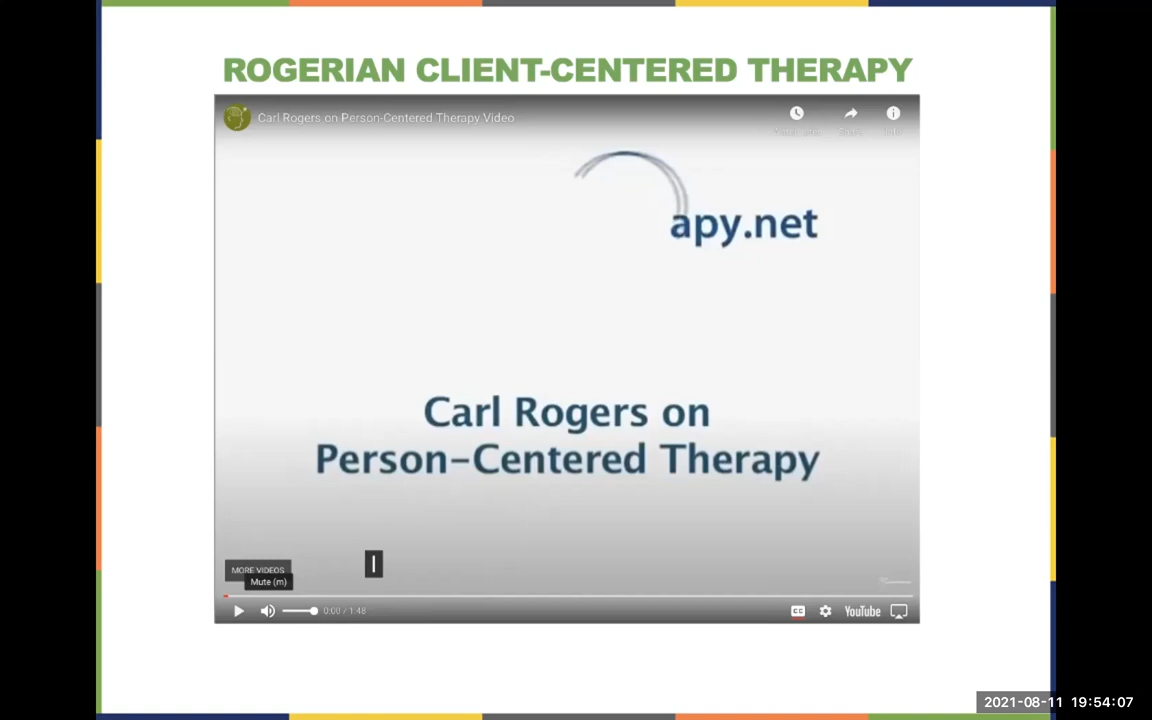 ROGERIAN CLIENT-CENTERED THERAPY
Carl Rogers on Person-Centered Therapy Video
apy.net
Carl Rogers on
Person-Centered Therapy
I
MORE VIDEOS
Mute (m)
0:00 / 1:48
CC
YouTube
2021-08-11 19:54:07